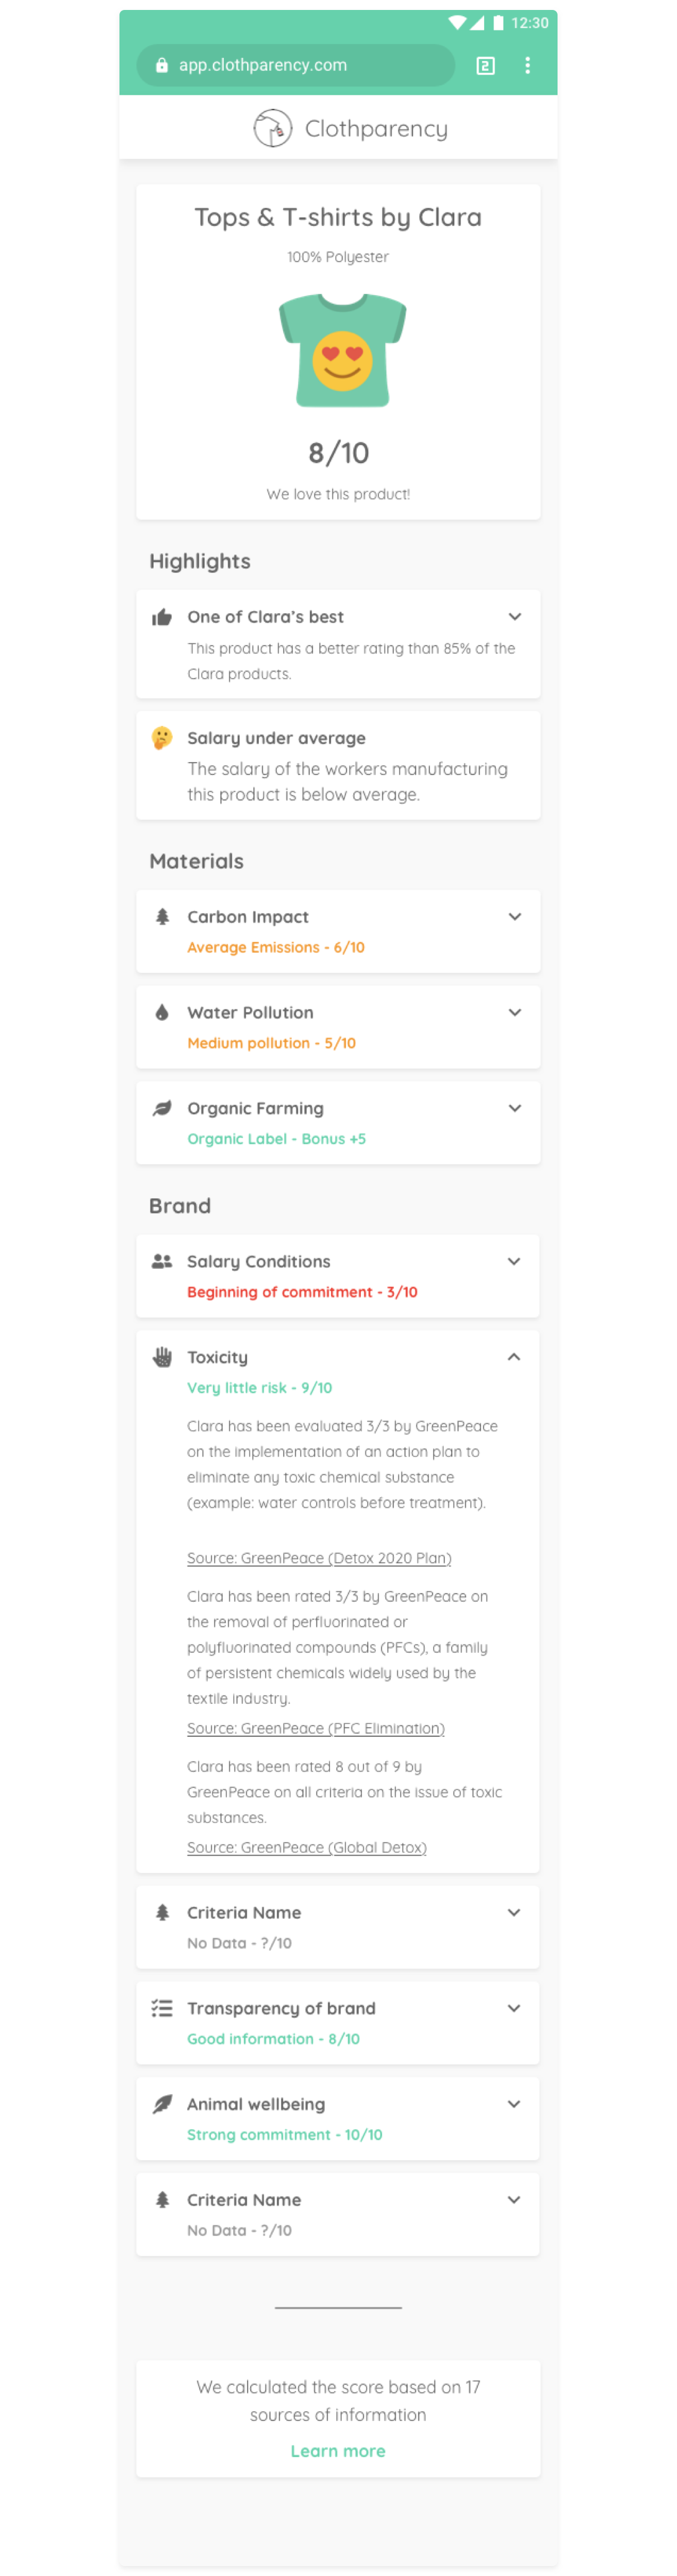 12:30
app.clothparency.com
2
Clothparency
Tops & T-shirts by Clara
100% Polyester
8/10
We love this product!
Highlights
One of Clara's best
This product has a better rating than 85% of the
Clara products.
Salary under average
The salary of the workers manufacturing
this product is below average.
Materials
Carbon Impact
Average Emissions - 6/10
Water Pollution
Medium pollution - 5/10
Organic Farming
Organic Label - Bonus +5
Brand
Salary Conditions
Beginning of commitment - 3/10
Toxicity
Very little risk - 9/10
Clara has been evaluated 3/3 by GreenPeace
on the implementation of an action plan to
eliminate any toxic chemical substance
(example: water controls before treatment).
Source: GreenPeace (Detox 2020 Plan)
Clara has been rated 3/3 by GreenPeace on
the removal of perfluorinated or
polyfluorinated compounds (PFCs), a family
of persistent chemicals widely used by the
textile industry.
Source: GreenPeace (PFC Elimination)
Clara has been rated 8 out of 9 by
GreenPeace on all criteria on the issue of toxic
substances.
Source: GreenPeace (Global Detox)
Criteria Name
No Data - ?/10
Transparency of brand
Good information - 8/10
Animal wellbeing
Strong commitment - 10/10
Criteria Name
No Data - ?/10
We calculated the score based on 17
sources of information
Learn more